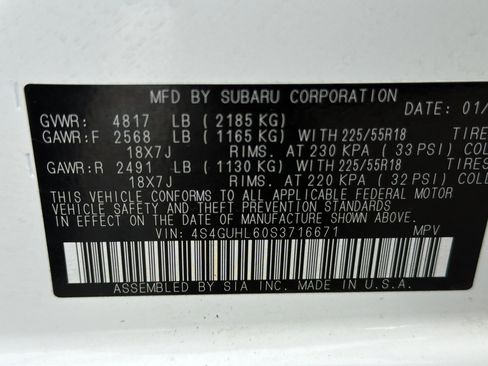 MFD BY SUBARU CORPORATION
DATE: 01/
GVWR: 4817 LB (2185 KG)
GAWR:F 2568 LB (1165 KG) WITH 225/55R18 TIRE
18X7J RIMS. AT 230 KPA (33 PSI) COLD
GAWR:R 2491 LB (1130 KG) WITH 225/55R18 TIRES
18X7J RIMS. AT 220 KPA (32 PSI)
THIS VEHICLE CONFORMS TO ALL APPLICABLE FEDERAL MOTOR
VEHICLE SAFETY AND THEFT PREVENTION STANDARDS
IN EFFECT ON THE DATE OF MANUFACTURE SHOWN ABOVE.
VIN: 4S4GUHL60S3716671 MPV
ASSEMBLED BY SIA INC. MADE IN U.S.A.